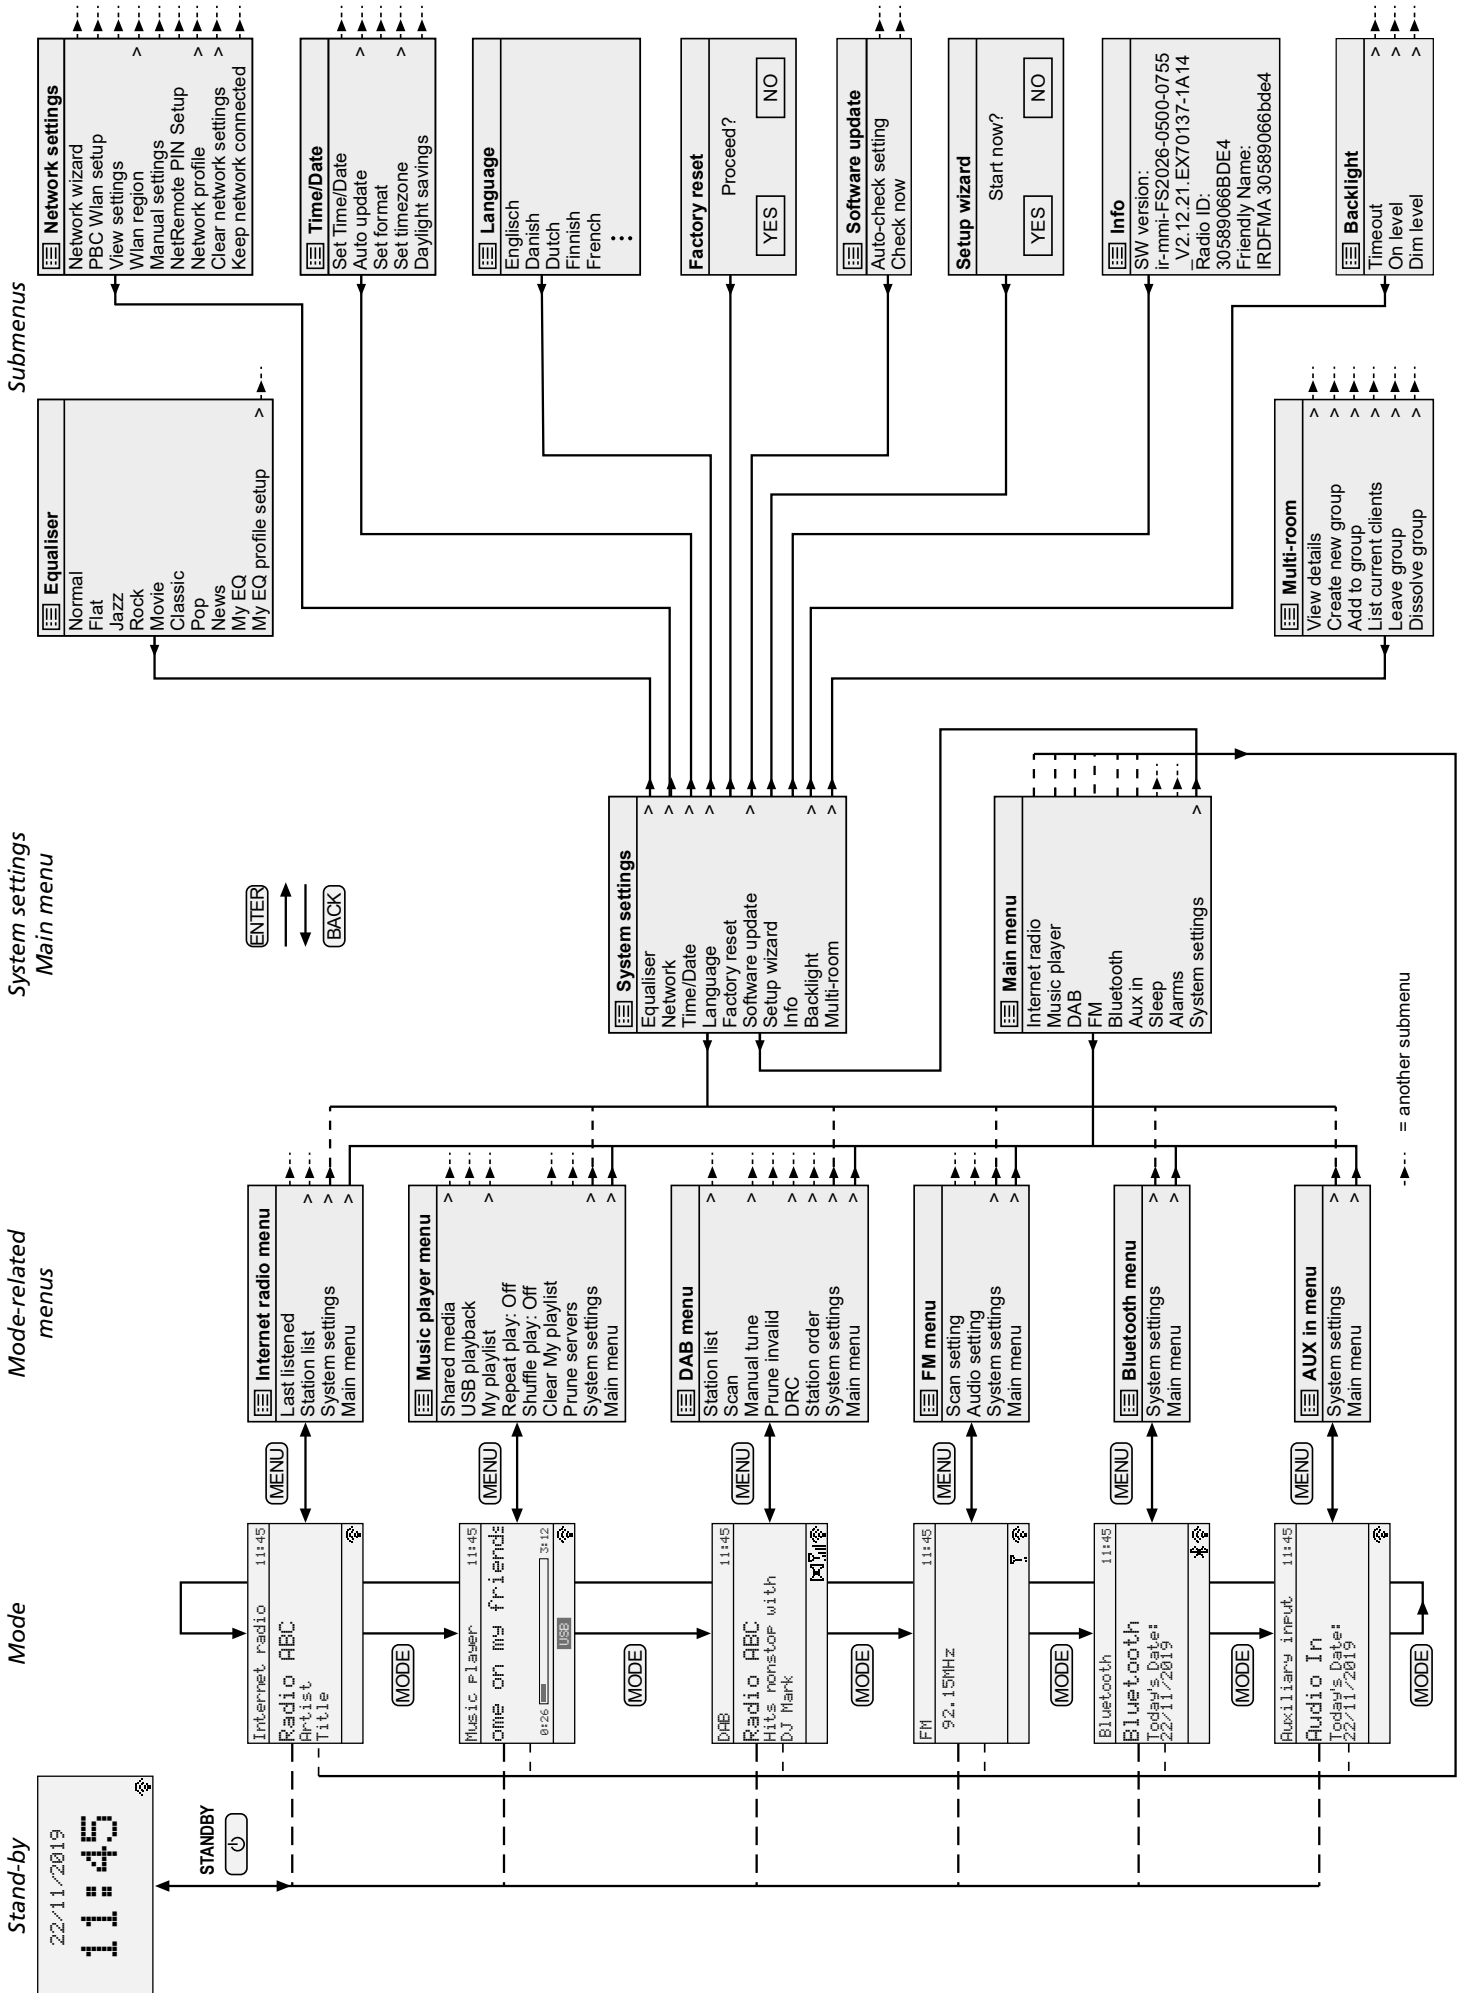 Stand-by
Mode
Mode-related
menus
System settings
Main menu
Submenus
22/11/2019
11:45
STANDBY
Internet radio 11:45
Radio ABC
Artist
Title
MODE
Music player 11:45
ome on my friends
0:26 3:12
USB
MODE
DAB 11:45
Radio ABC
Hits nonstop with
DJ Mark
MODE
FM 11:45
92.15MHz
MODE
Bluetooth 11:45
Bluetooth
Today's Date:
22/11/2019
MODE
Auxiliary input 11:45
Audio In
Today's Date:
22/11/2019
MODE
MENU
MENU
MENU
MENU
MENU
MENU
Internet radio menu
Last listened
Station list >
System settings >
Main menu >
Music player menu
Shared media >
USB playback
My playlist >
Repeat play: Off
Shuffle play: Off
Clear My playlist
Prune servers
System settings >
Main menu >
DAB menu
Station list >
Scan
Manual tune >
Prune invalid >
DRC >
Station order >
System settings >
Main menu >
FM menu
Scan setting
Audio setting
System settings >
Main menu >
Bluetooth menu
System settings >
Main menu >
AUX in menu
System settings >
Main menu >
= another submenu
ENTER
BACK
System settings
Equaliser >
Network >
Time/Date >
Language >
Factory reset
Software update >
Setup wizard
Info
Backlight >
Multi-room >
Main menu
Internet radio
Music player
DAB
FM
Bluetooth
Aux in
Sleep
Alarms
System settings >
Equaliser
Normal
Flat
Jazz
Rock
Movie
Classic
Pop
News
My EQ
My EQ profile setup >
Multi-room
View details >
Create new group >
Add to group >
List current clients >
Leave group >
Dissolve group >
Network settings
Network wizard
PBC Wlan setup
View settings
Wlan region >
Manual settings
NetRemote PIN Setup
Network profile >
Clear network settings >
Keep network connected
Time/Date
Set Time/Date
Auto update >
Set format
Set timezone >
Daylight savings
Language
Englisch
Danish
Dutch
Finnish
French
⋮
Factory reset
Proceed?
YES NO
Software update
Auto-check setting
Check now
Setup wizard
Start now?
YES NO
Info
SW version:
ir-mmi-FS2026-0500-0755
_V2.12.21.EX70137-1A14
Radio ID:
30589066BDE4
Friendly Name:
IRDFMA 30589066bde4
Backlight
Timeout >
On level >
Dim level >